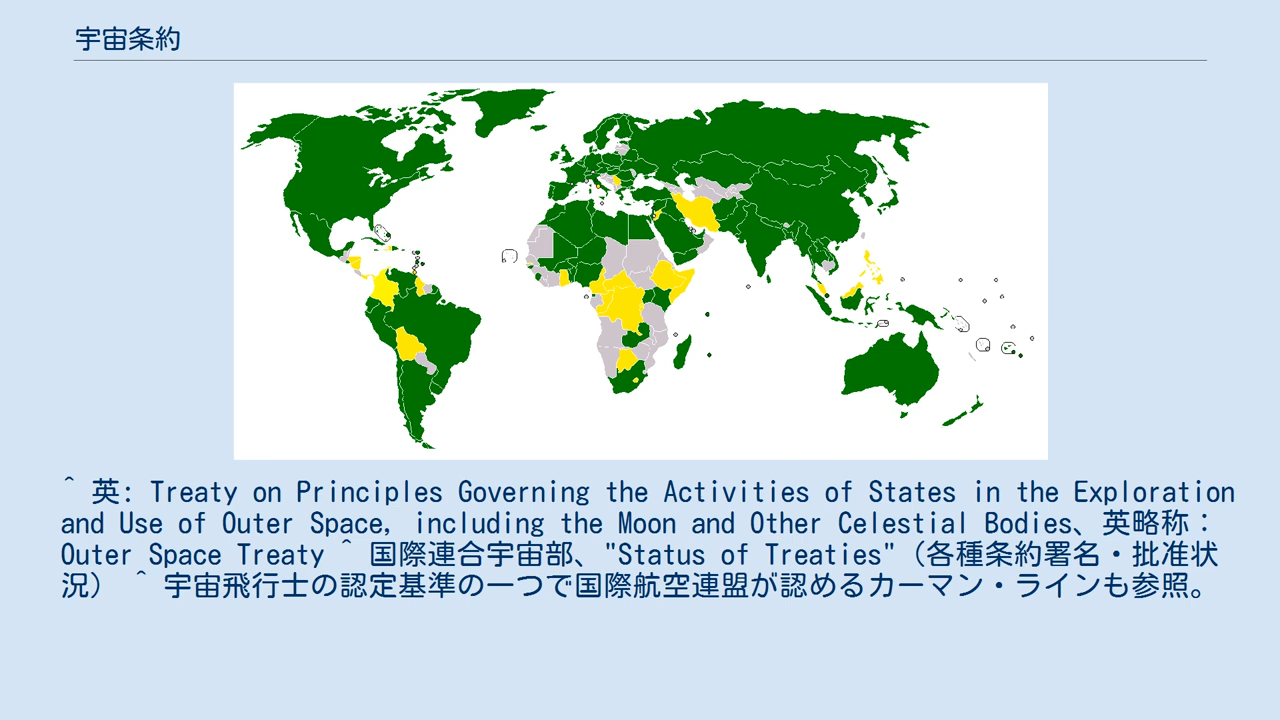 宇宙条約
^ 英: Treaty on Principles Governing the Activities of States in the Exploration
and Use of Outer Space, including the Moon and Other Celestial Bodies、英略称：
Outer Space Treaty ^ 国際連合宇宙部、"Status of Treaties"（各種条約署名・批准状
況） ^ 宇宙飛行士の認定基準の一つで国際航空連盟が認めるカーマン・ラインも参照。